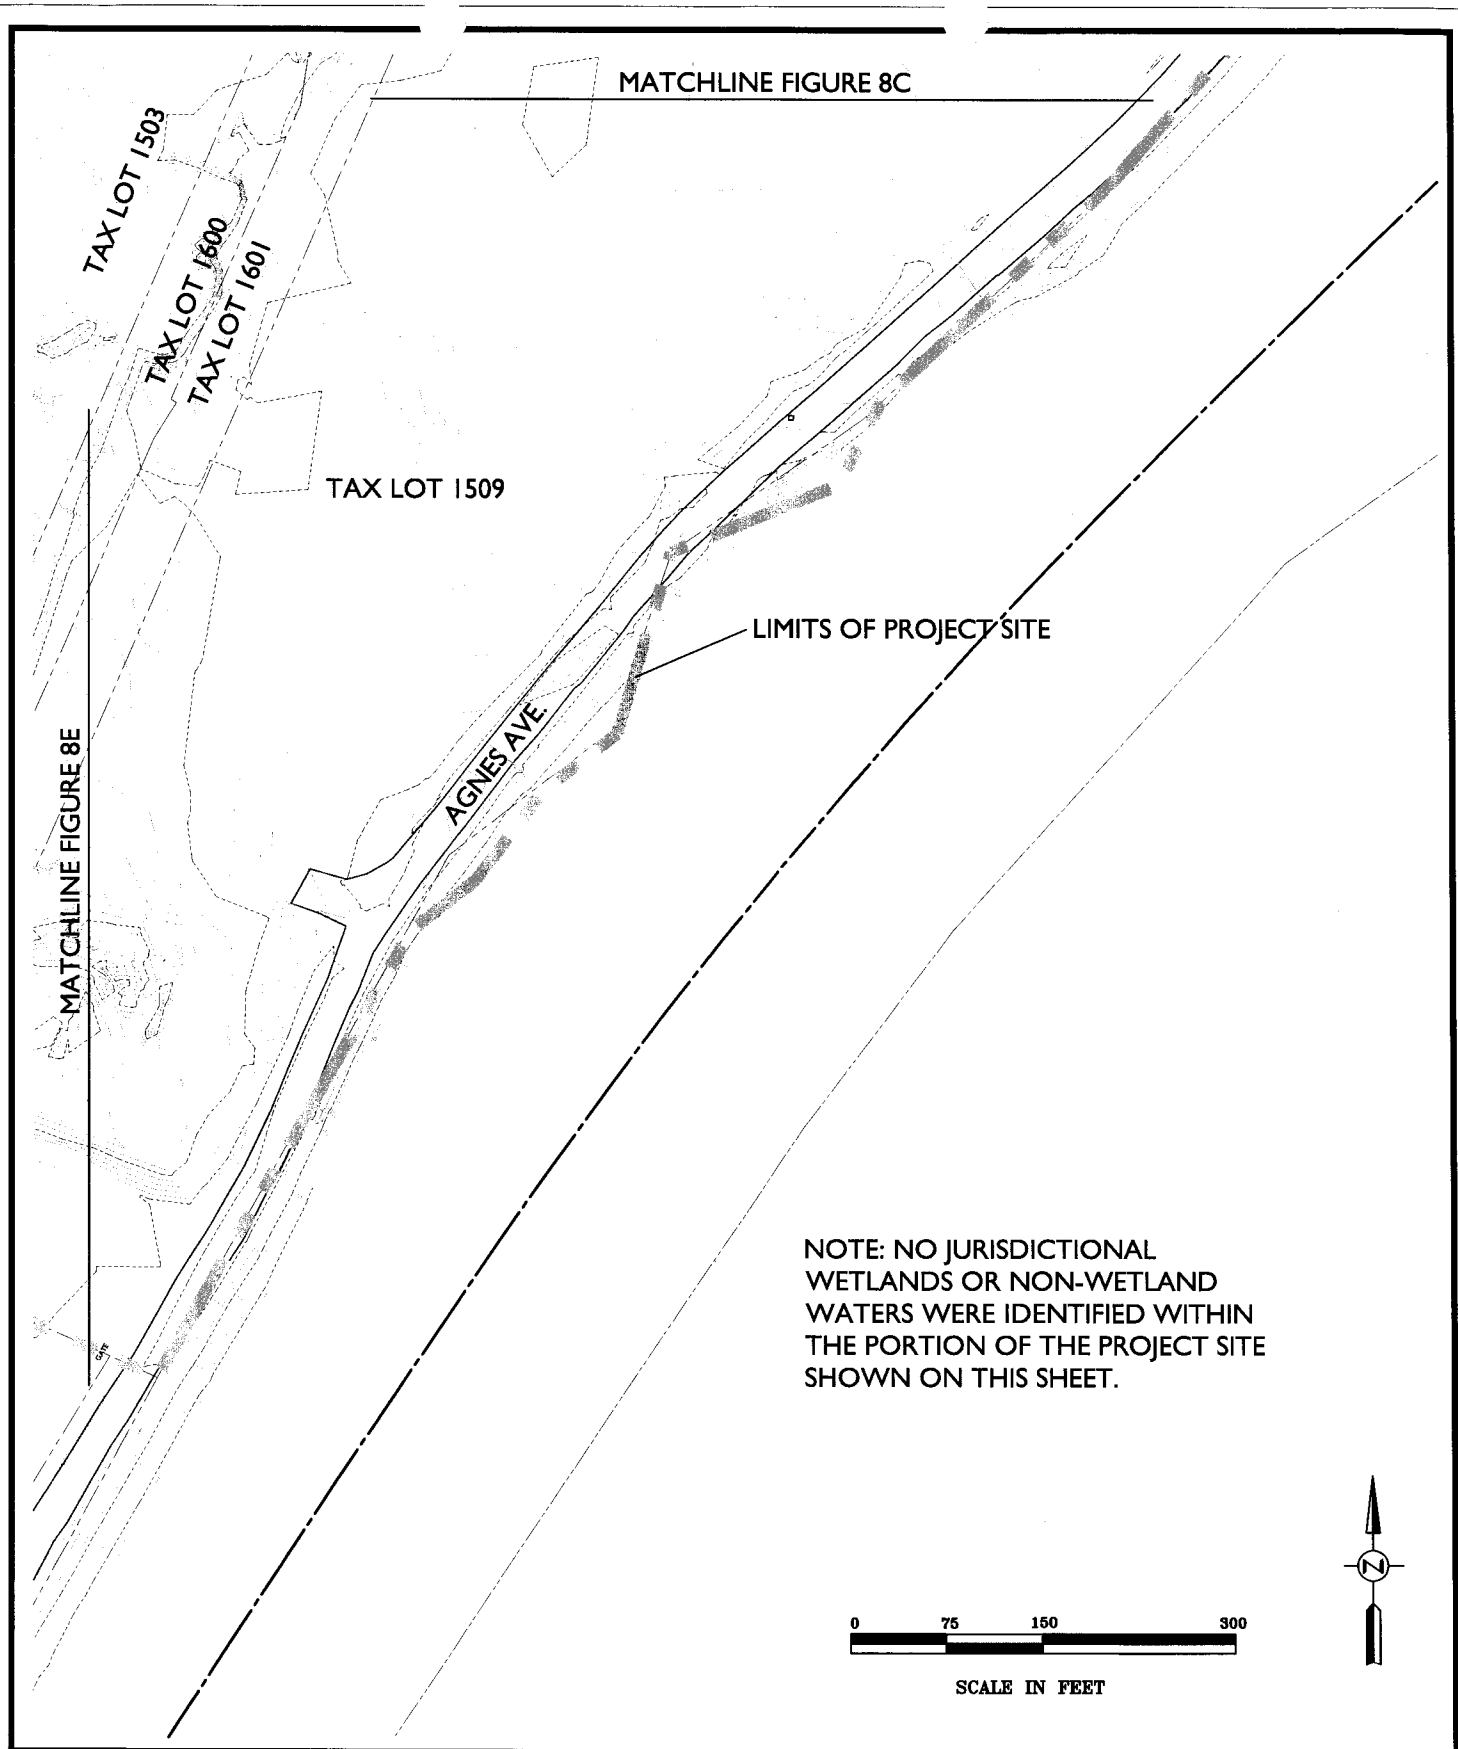 MATCHLINE FIGURE 8C
TAX LOT 1503
TAX LOT 1600
TAX LOT 1601
TAX LOT 1509
LIMITS OF PROJECT SITE
AGNES AVE.
MATCHLINE FIGURE 8E
GATE
NOTE: NO JURISDICTIONAL
WETLANDS OR NON-WETLAND
WATERS WERE IDENTIFIED WITHIN
THE PORTION OF THE PROJECT SITE
SHOWN ON THIS SHEET.
N
0 75 150 300
SCALE IN FEET